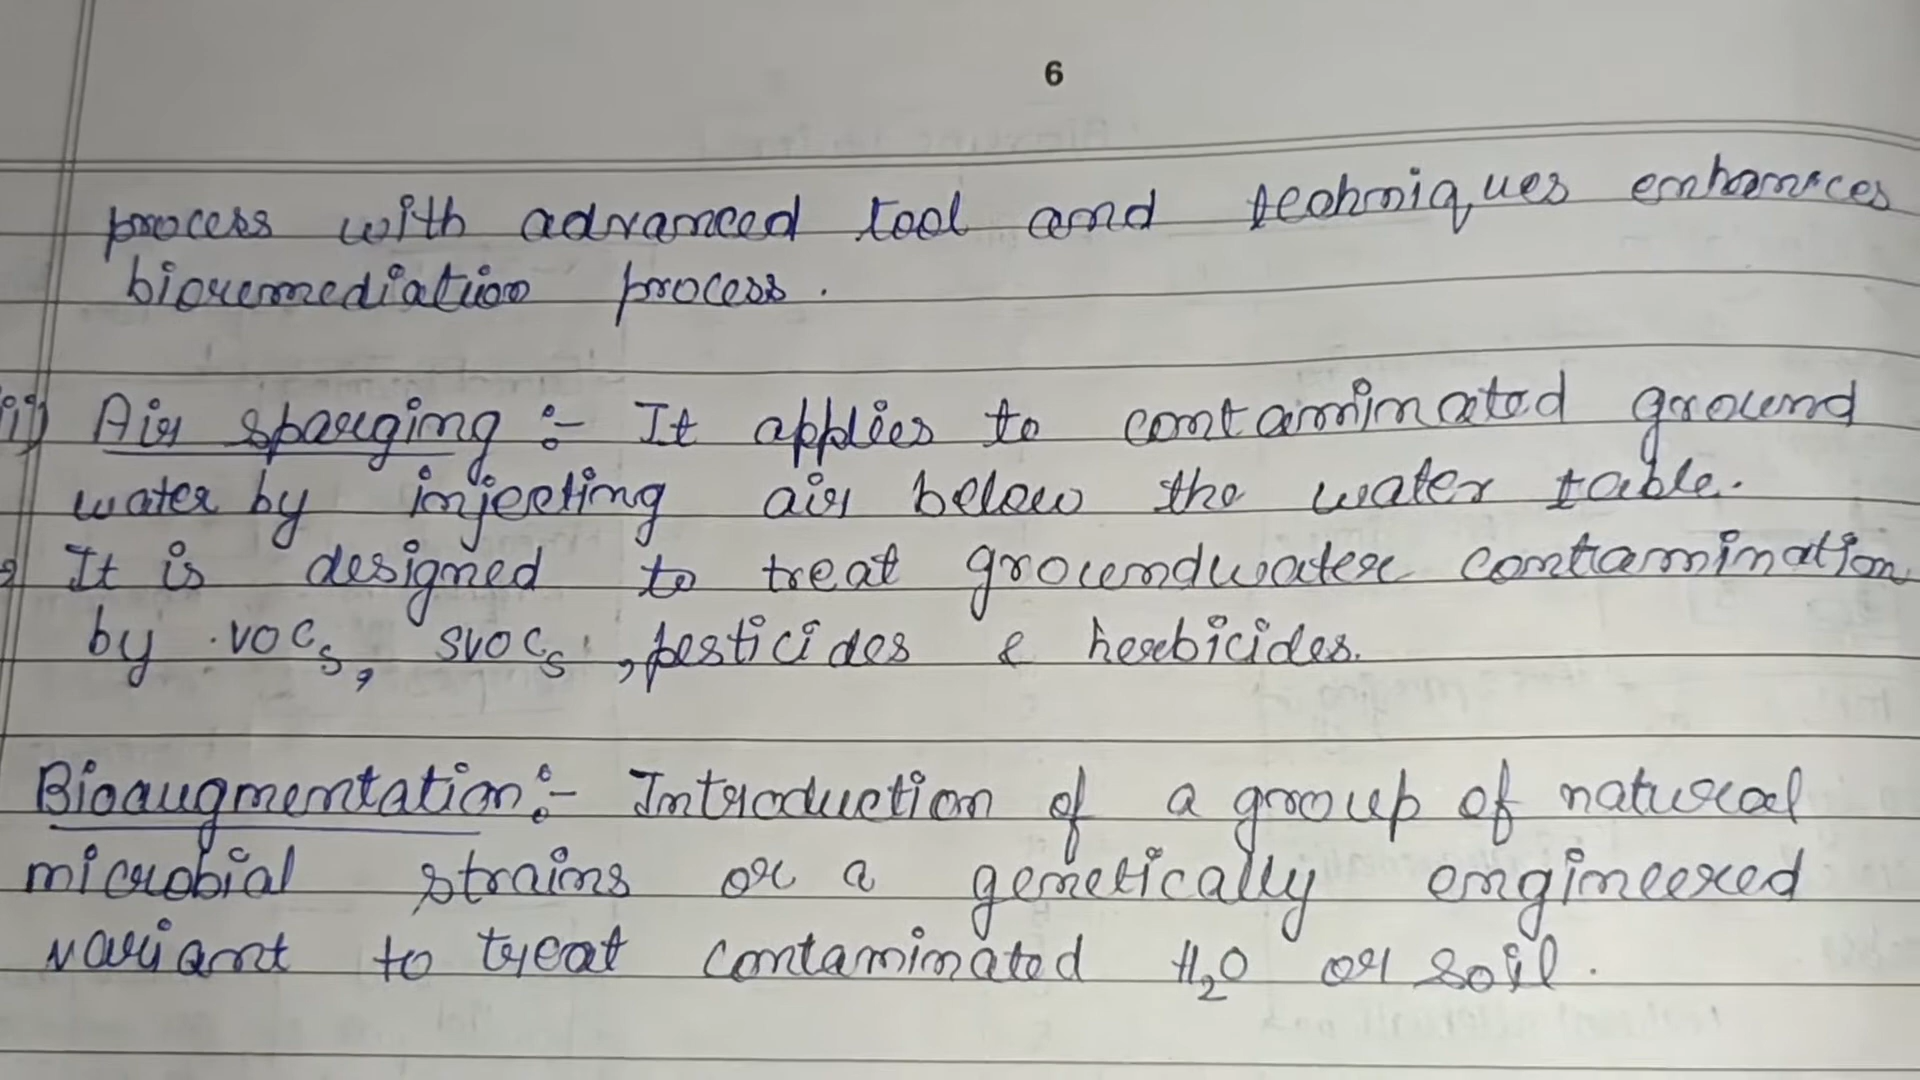 6
process with advanced tool and techniques enhances
bioremediation process.
ii) Air sparging :- It applies to contaminated ground
water by injecting air below the water table.
It is designed to treat groundwater contamination
by VOCs, SVOCs, pesticides & herbicides.
Bioaugmentation :- Introduction of a group of natural
microbial strains or a genetically engineered
variant to treat contaminated H₂O or soil.